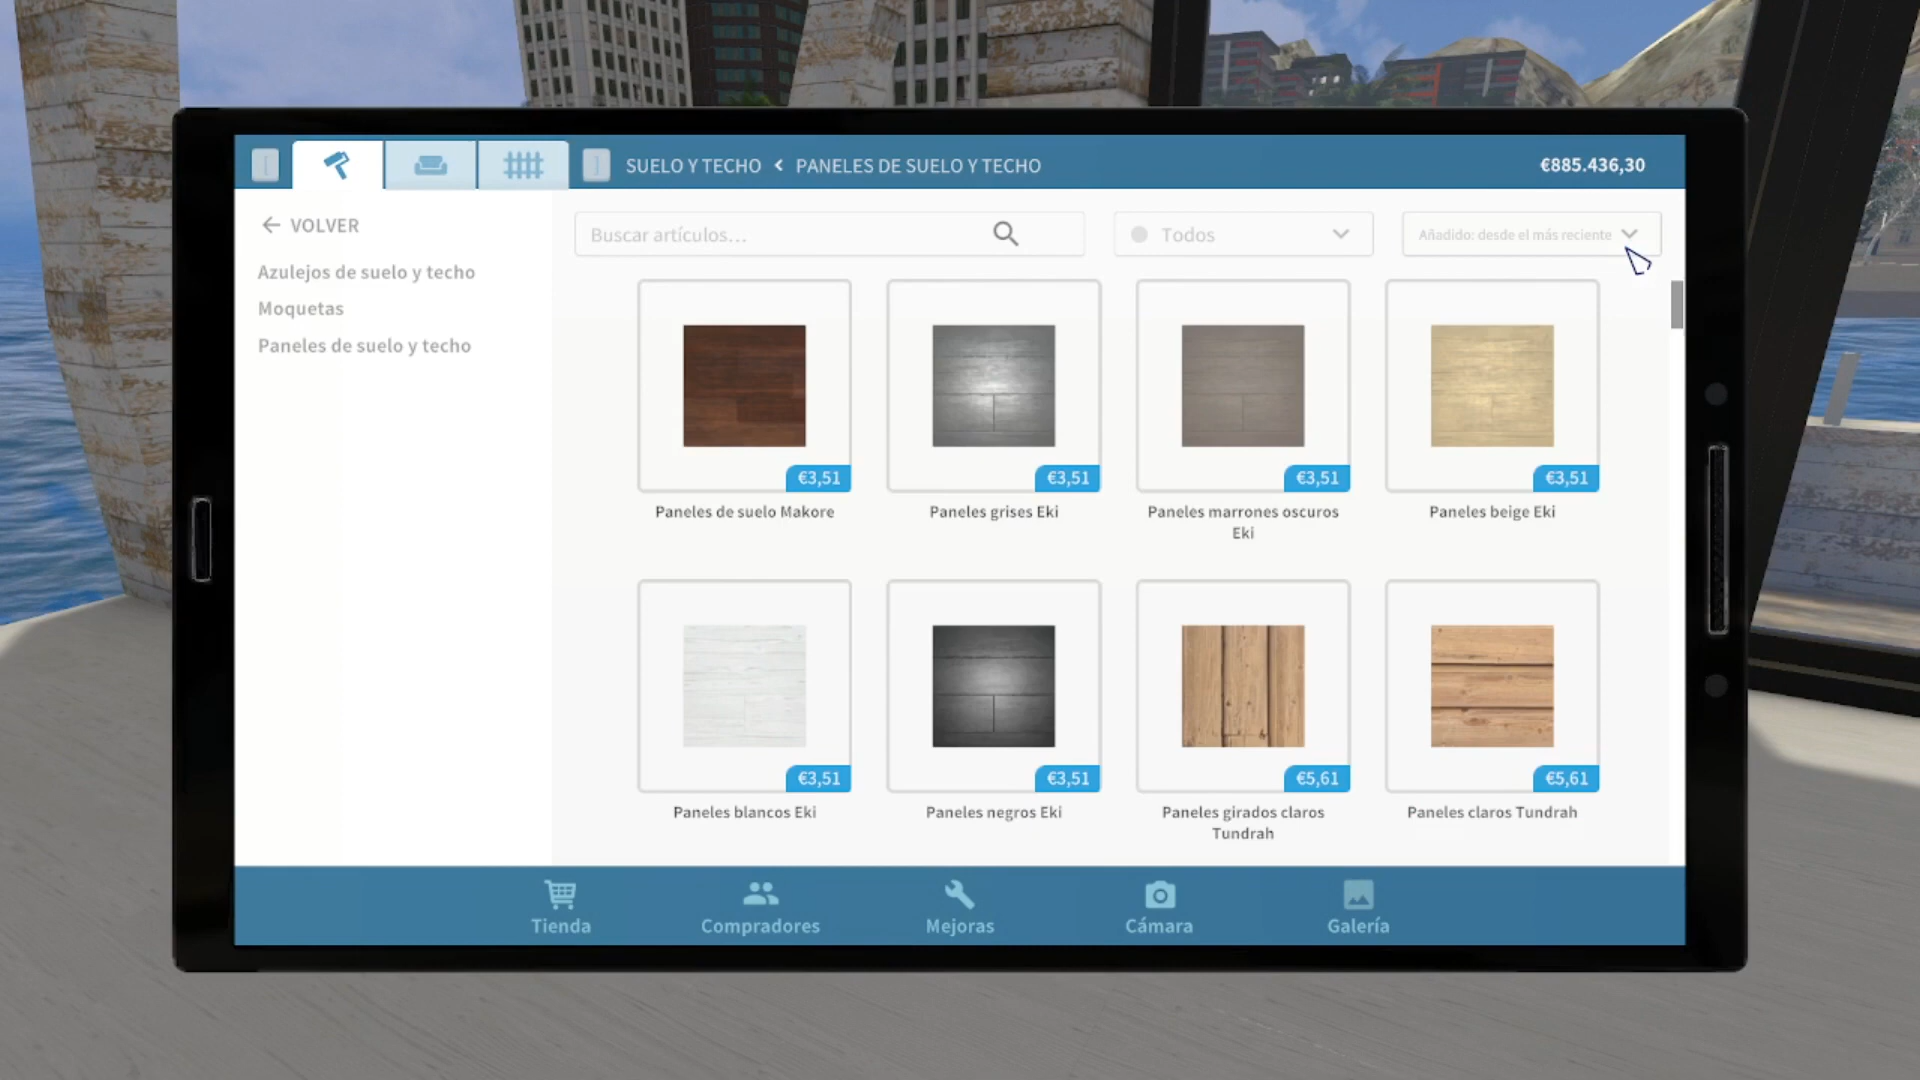 SUELO Y TECHO < PANELES DE SUELO Y TECHO
€885.436,30
VOLVER
Azulejos de suelo y techo
Moquetas
Paneles de suelo y techo
Buscar artículos...
Todos
Añadido: desde el más reciente
€3,51
€3,51
€3,51
€3,51
Paneles de suelo Makore
Paneles grises Eki
Paneles marrones oscuros
Eki
Paneles beige Eki
€3,51
€3,51
€5,61
€5,61
Paneles blancos Eki
Paneles negros Eki
Paneles girados claros
Tundrah
Paneles claros Tundrah
Tienda
Compradores
Mejoras
Cámara
Galería